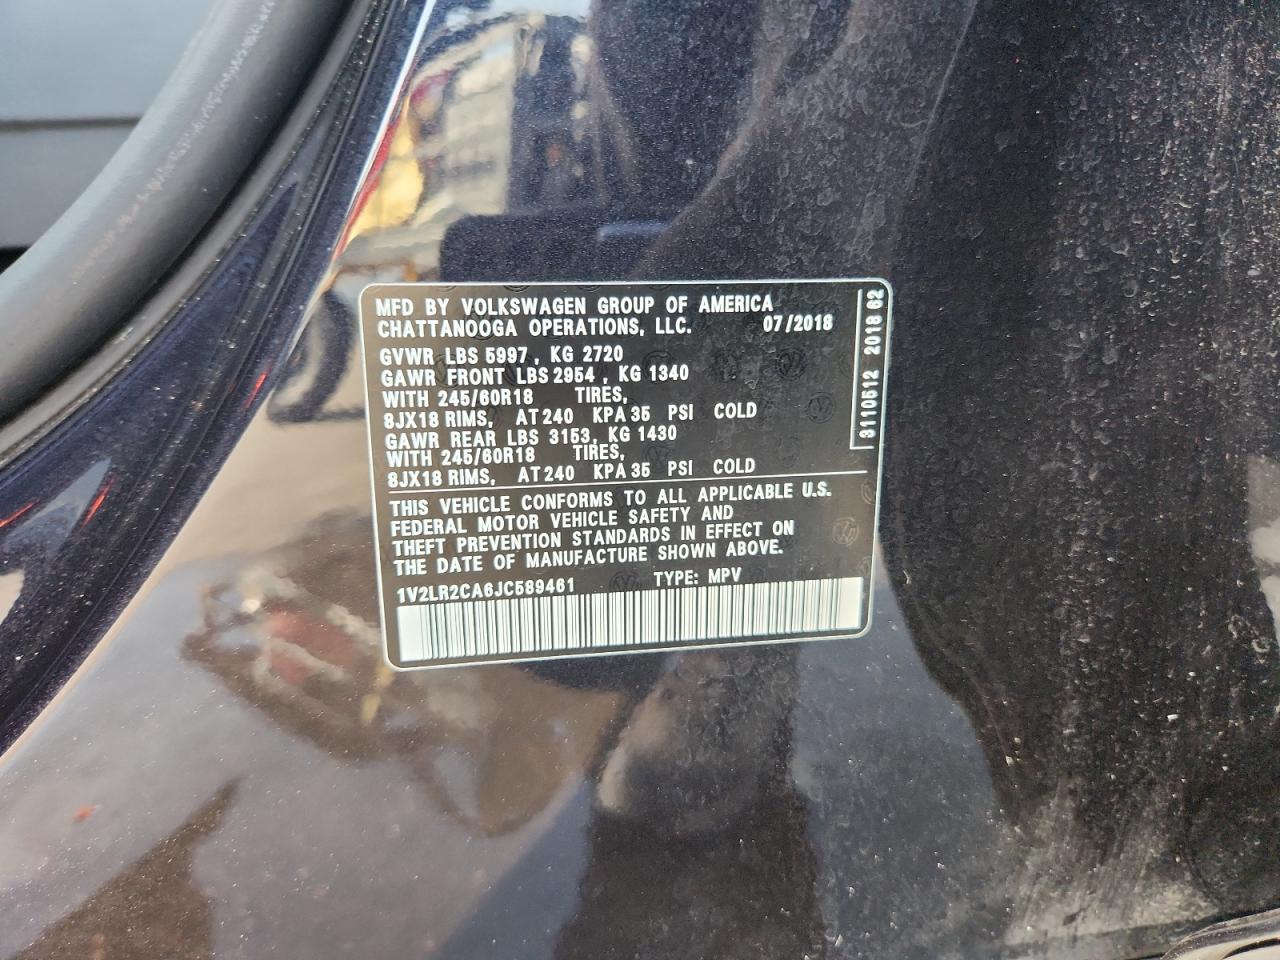 MFD BY VOLKSWAGEN GROUP OF AMERICA
CHATTANOOGA OPERATIONS, LLC. 07/2018
GVWR LBS 5997, KG 2720
GAWR FRONT LBS 2954, KG 1340
WITH 245/60R18 TIRES,
8JX18 RIMS, AT 240 KPA 35 PSI COLD
GAWR REAR LBS 3153, KG 1430
WITH 245/60R18 TIRES,
8JX18 RIMS, AT 240 KPA 35 PSI COLD
THIS VEHICLE CONFORMS TO ALL APPLICABLE U.S.
FEDERAL MOTOR VEHICLE SAFETY AND
THEFT PREVENTION STANDARDS IN EFFECT ON
THE DATE OF MANUFACTURE SHOWN ABOVE.
1V2LR2CA6JC589461 TYPE: MPV
3110512 2018 62